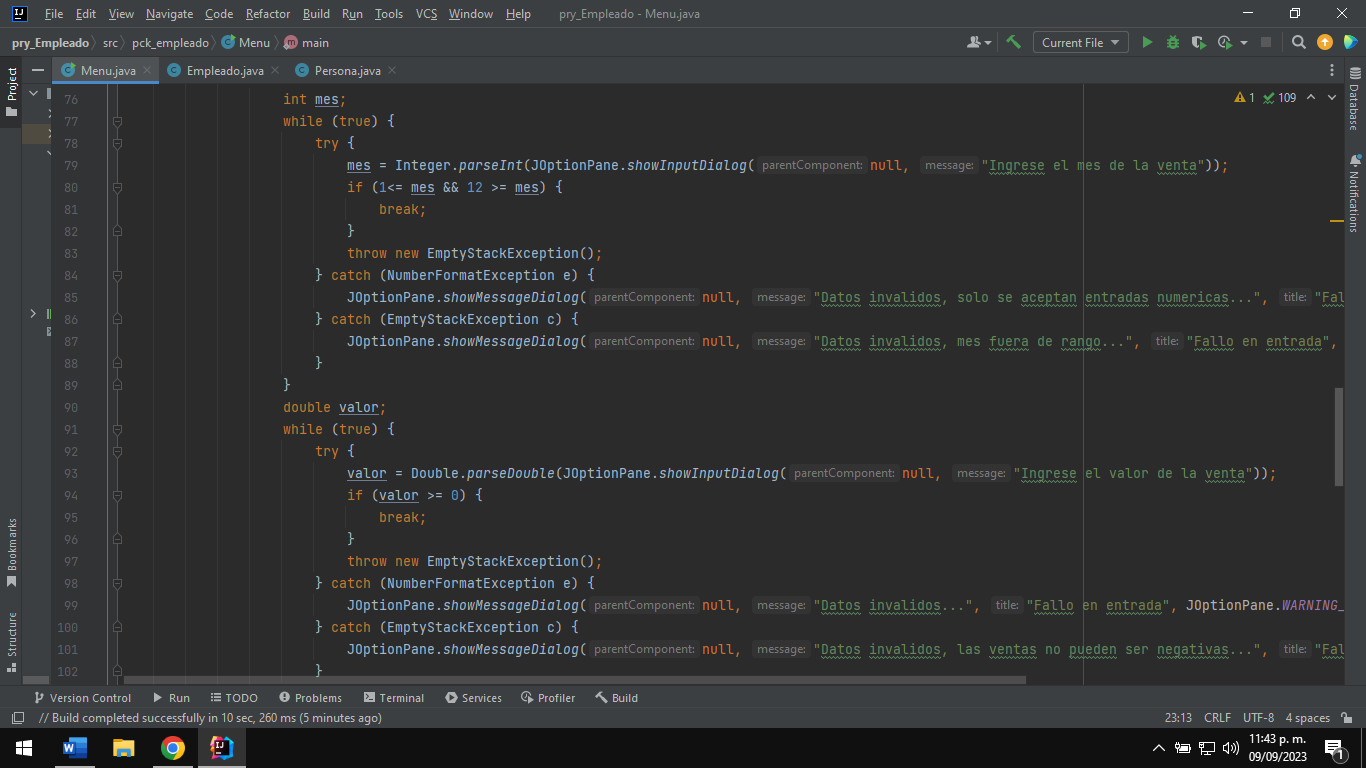 File Edit View Navigate Code Refactor Build Run Tools VCS Window Help pry_Empleado - Menu.java
pry_Empleado src pck_empleado Menu main Current File
Project Menu.java Empleado.java Persona.java
1 109
Database
Notifications
76 int mes;
77 while (true) {
78 try {
79 mes = Integer.parseInt(JOptionPane.showInputDialog( parentComponent: null, message: "Ingrese el mes de la venta"));
80 if (1<= mes && 12 >= mes) {
81 break;
82 }
83 throw new EmptyStackException();
84 } catch (NumberFormatException e) {
85 JOptionPane.showMessageDialog( parentComponent: null, message: "Datos invalidos, solo se aceptan entradas numericas...", title: "Fal
86 } catch (EmptyStackException c) {
87 JOptionPane.showMessageDialog( parentComponent: null, message: "Datos invalidos, mes fuera de rango...", title: "Fallo en entrada",
88 }
89 }
90 double valor;
91 while (true) {
92 try {
93 valor = Double.parseDouble(JOptionPane.showInputDialog( parentComponent: null, message: "Ingrese el valor de la venta"));
94 if (valor >= 0) {
95 break;
96 }
97 throw new EmptyStackException();
98 } catch (NumberFormatException e) {
99 JOptionPane.showMessageDialog( parentComponent: null, message: "Datos invalidos...", title: "Fallo en entrada", JOptionPane.WARNING_
100 } catch (EmptyStackException c) {
101 JOptionPane.showMessageDialog( parentComponent: null, message: "Datos invalidos, las ventas no pueden ser negativas...", title: "Fal
102 }
Bookmarks
Structure
Version Control Run TODO Problems Terminal Services Profiler Build
// Build completed successfully in 10 sec, 260 ms (5 minutes ago) 23:13 CRLF UTF-8 4 spaces
11:43 p. m.
09/09/2023
1